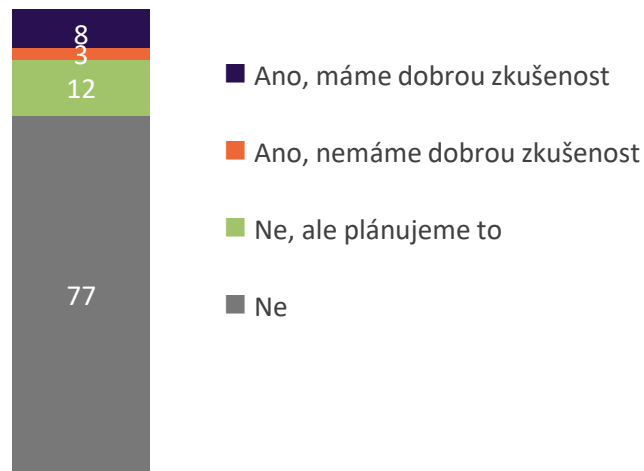 8
3
12
77
Ano, máme dobrou zkušenost
Ano, nemáme dobrou zkušenost
Ne, ale plánujeme to
Ne